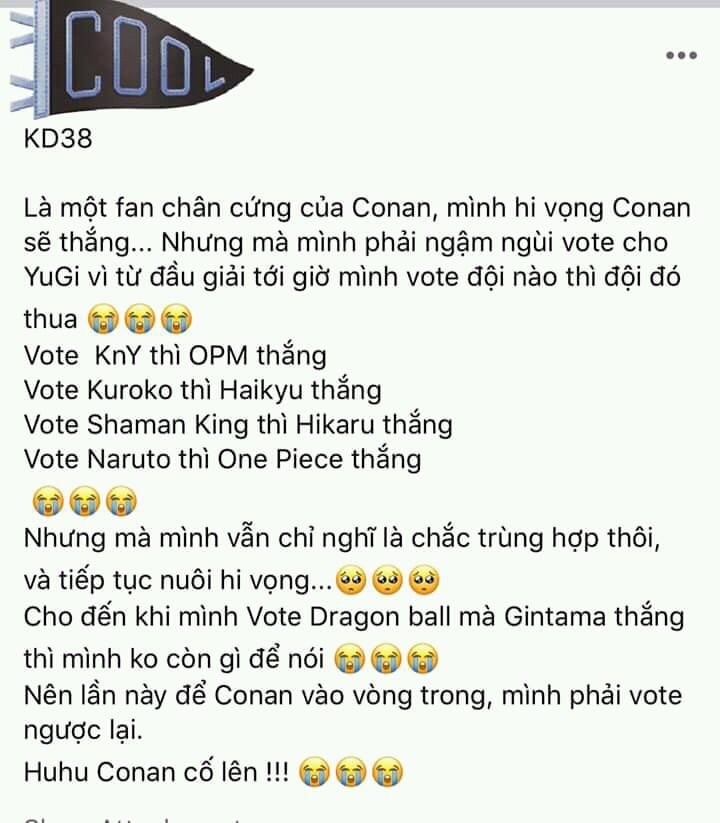 COOL
KD38
Là một fan chân cứng của Conan, mình hi vọng Conan
sẽ thắng... Nhưng mà mình phải ngậm ngùi vote cho
YuGi vì từ đầu giải tới giờ mình vote đội nào thì đội đó
thua 😭😭😭
Vote  KnY thì OPM thắng
Vote Kuroko thì Haikyu thắng
Vote Shaman King thì Hikaru thắng
Vote Naruto thì One Piece thắng
😭😭😭
Nhưng mà mình vẫn chỉ nghĩ là chắc trùng hợp thôi,
và tiếp tục nuôi hi vọng...🥺🥺🥺
Cho đến khi mình Vote Dragon ball mà Gintama thắng
thì mình ko còn gì để nói 😭😭😭
Nên lần này để Conan vào vòng trong, mình phải vote
ngược lại.
Huhu Conan cố lên !!! 😭😭😭